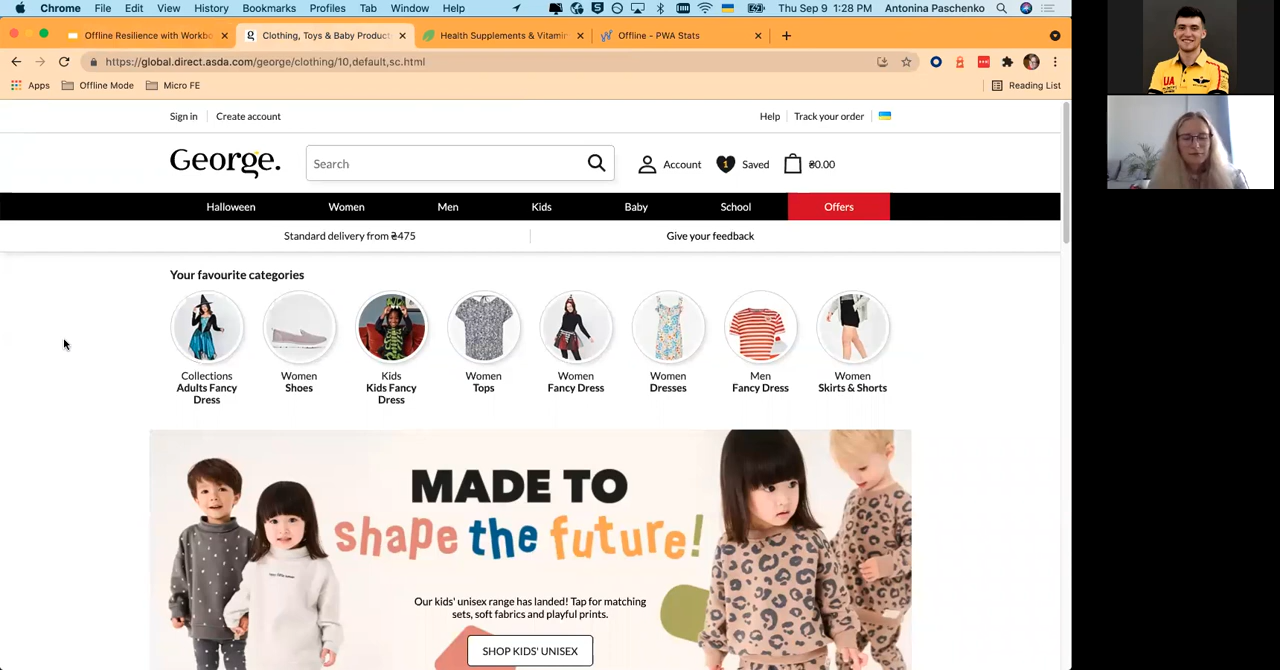 Chrome File Edit View History Bookmarks Profiles Tab Window Help Thu Sep 9 1:28 PM Antonina Paschenko
Offline Resilience with Workbo Clothing, Toys & Baby Product Health Supplements & Vitamin Offline - PWA Stats
https://global.direct.asda.com/george/clothing/10,default,sc.html
Apps Offline Mode Micro FE Reading List
Sign in Create account Help Track your order
George. Search Account 1 Saved ₴0.00
Halloween Women Men Kids Baby School Offers
Standard delivery from ₴475 Give your feedback
Your favourite categories
Collections Women Kids Women Women Women Men Women
Adults Fancy Shoes Kids Fancy Tops Fancy Dress Dresses Fancy Dress Skirts & Shorts
Dress Dress
MADE TO
shape the future!
Our kids' unisex range has landed! Tap for matching
sets, soft fabrics and playful prints.
SHOP KIDS' UNISEX
UA